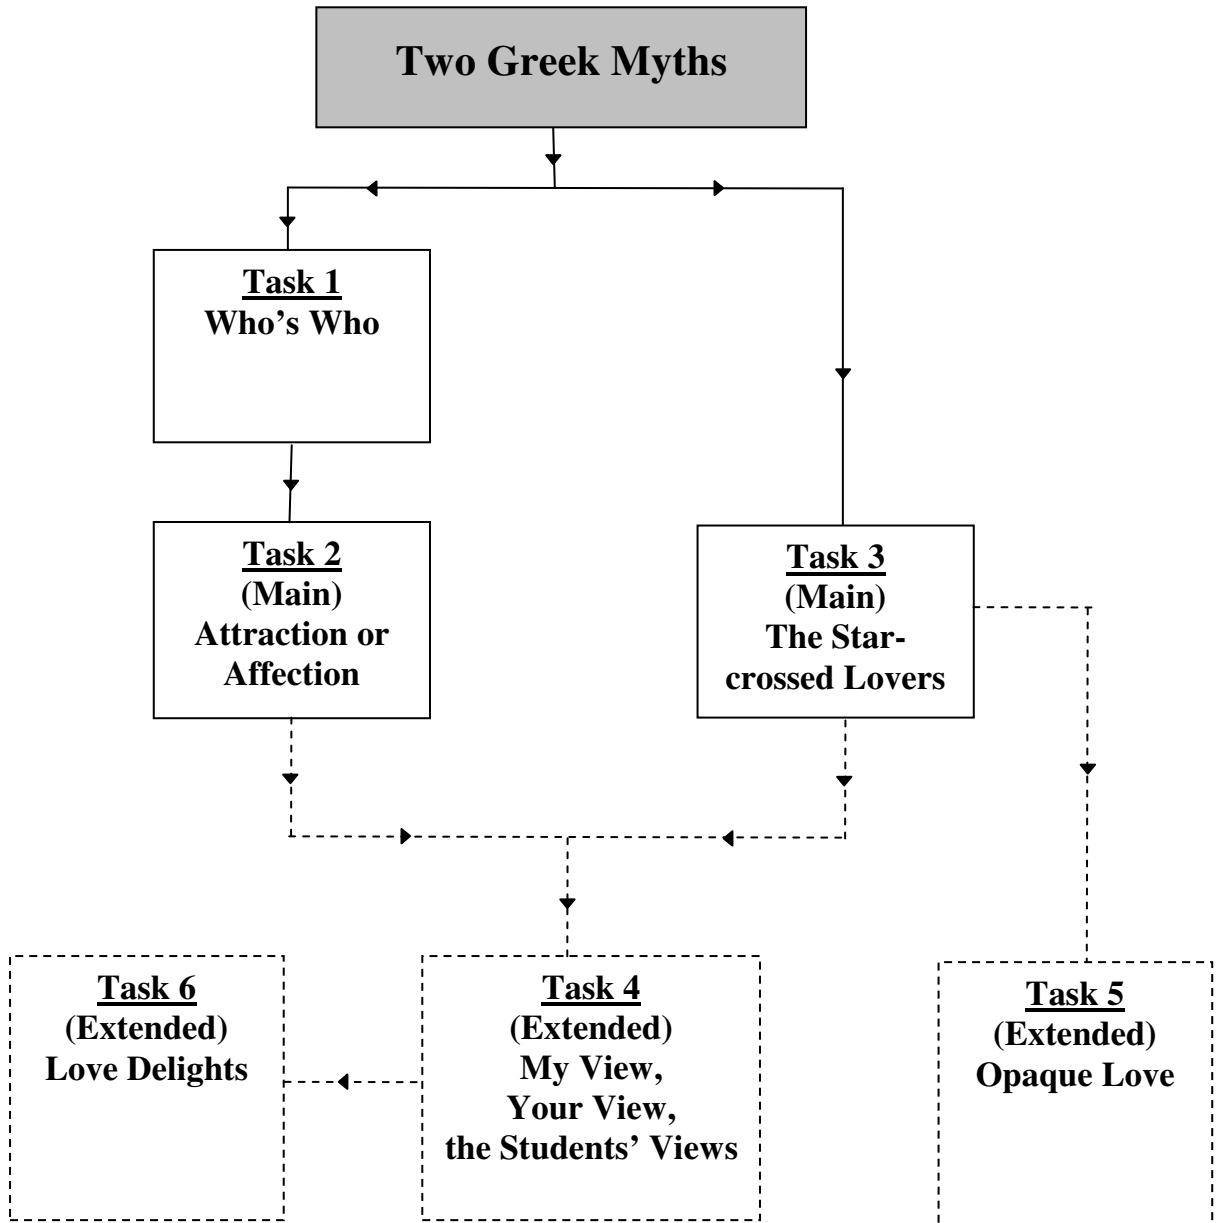 Two Greek Myths
Task 1
Who’s Who
Task 2
(Main)
Attraction or
Affection
Task 3
(Main)
The Star-
crossed Lovers
Task 6
(Extended)
Love Delights
Task 4
(Extended)
My View,
Your View,
the Students’ Views
Task 5
(Extended)
Opaque Love